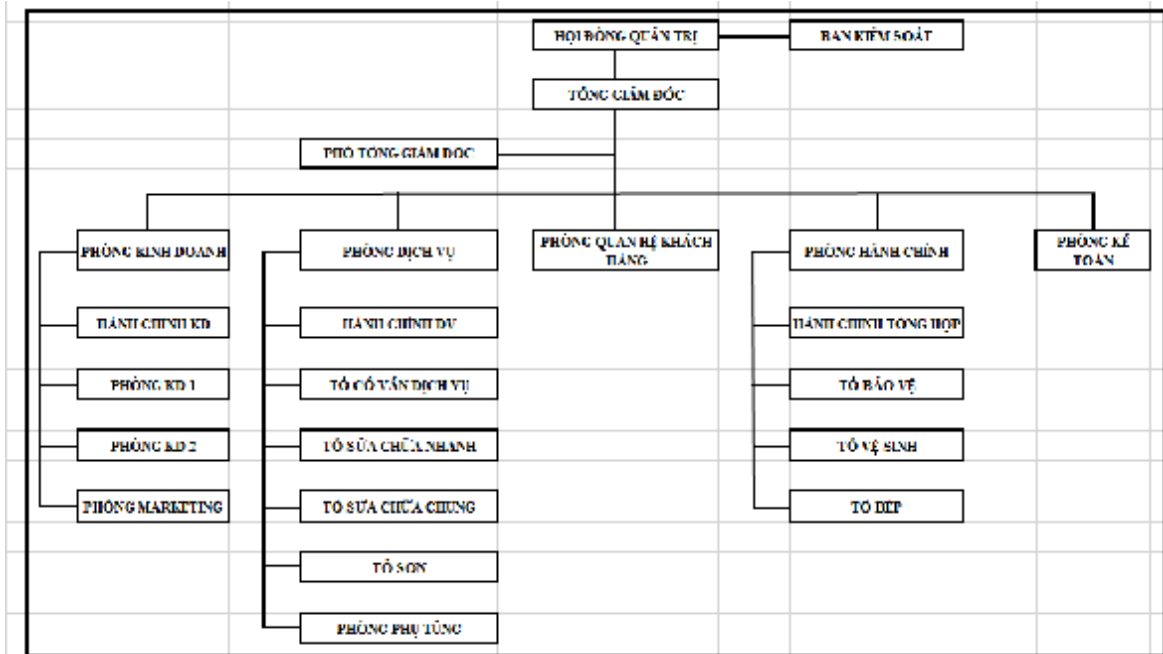 HỘI ĐỒNG QUẢN TRỊ
BAN KIỂM SOÁT
TỔNG GIÁM ĐỐC
PHÓ TỔNG GIÁM ĐỐC
PHÒNG KINH DOANH
PHÒNG DỊCH VỤ
PHÒNG QUAN HỆ KHÁCH
HÀNG
PHÒNG HÀNH CHÍNH
PHÒNG KẾ
TOÁN
HÀNH CHINH KD
HÀNH CHÍNH DV
HÀNH CHINH TỔNG HỢP
PHÒNG KD 1
TỔ CỐ VẤN DỊCH VỤ
TỔ BẢO VỆ
PHÒNG KD 2
TỔ SỬA CHỮA NHANH
TỔ VỆ SINH
PHÒNG MARKETING
TỔ SỬA CHỮA CHUNG
TỔ BẾP
TỔ SƠN
PHÒNG PHỤ TÙNG